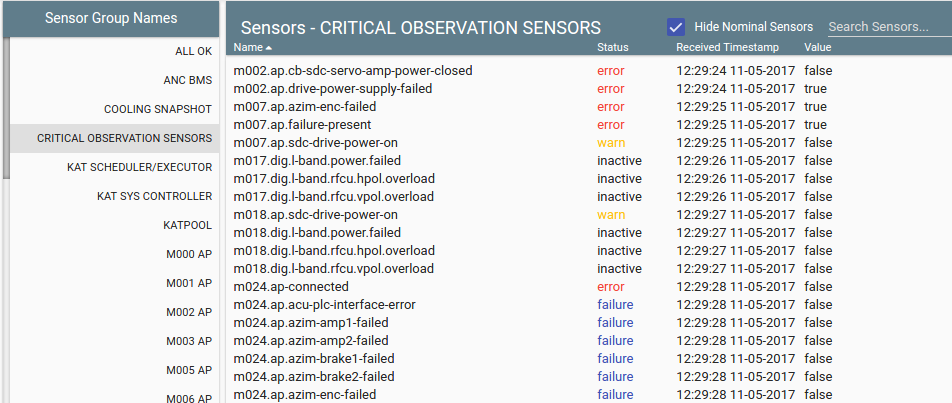 Sensor Group Names
ALL OK
ANC BMS
COOLING SNAPSHOT
CRITICAL OBSERVATION SENSORS
KAT SCHEDULER/EXECUTOR
KAT SYS CONTROLLER
KATPOOL
M000 AP
M001 AP
M002 AP
M003 AP
M005 AP
M006 AP
Sensors - CRITICAL OBSERVATION SENSORS Hide Nominal Sensors Search Sensors...
Name Status Received Timestamp Value
m002.ap.cb-sdc-servo-amp-power-closed error 12:29:24 11-05-2017 false
m002.ap.drive-power-supply-failed error 12:29:24 11-05-2017 true
m007.ap.azim-enc-failed error 12:29:25 11-05-2017 true
m007.ap.failure-present error 12:29:25 11-05-2017 true
m007.ap.sdc-drive-power-on warn 12:29:25 11-05-2017 false
m017.dig.l-band.power.failed inactive 12:29:26 11-05-2017 false
m017.dig.l-band.rfcu.hpol.overload inactive 12:29:26 11-05-2017 false
m017.dig.l-band.rfcu.vpol.overload inactive 12:29:26 11-05-2017 false
m018.ap.sdc-drive-power-on warn 12:29:27 11-05-2017 false
m018.dig.l-band.power.failed inactive 12:29:27 11-05-2017 false
m018.dig.l-band.rfcu.hpol.overload inactive 12:29:27 11-05-2017 false
m018.dig.l-band.rfcu.vpol.overload inactive 12:29:27 11-05-2017 false
m024.ap-connected error 12:29:28 11-05-2017 false
m024.ap.acu-plc-interface-error failure 12:29:28 11-05-2017 false
m024.ap.azim-amp1-failed failure 12:29:28 11-05-2017 false
m024.ap.azim-amp2-failed failure 12:29:28 11-05-2017 false
m024.ap.azim-brake1-failed failure 12:29:28 11-05-2017 false
m024.ap.azim-brake2-failed failure 12:29:28 11-05-2017 false
m024.ap.azim-enc-failed failure 12:29:28 11-05-2017 false